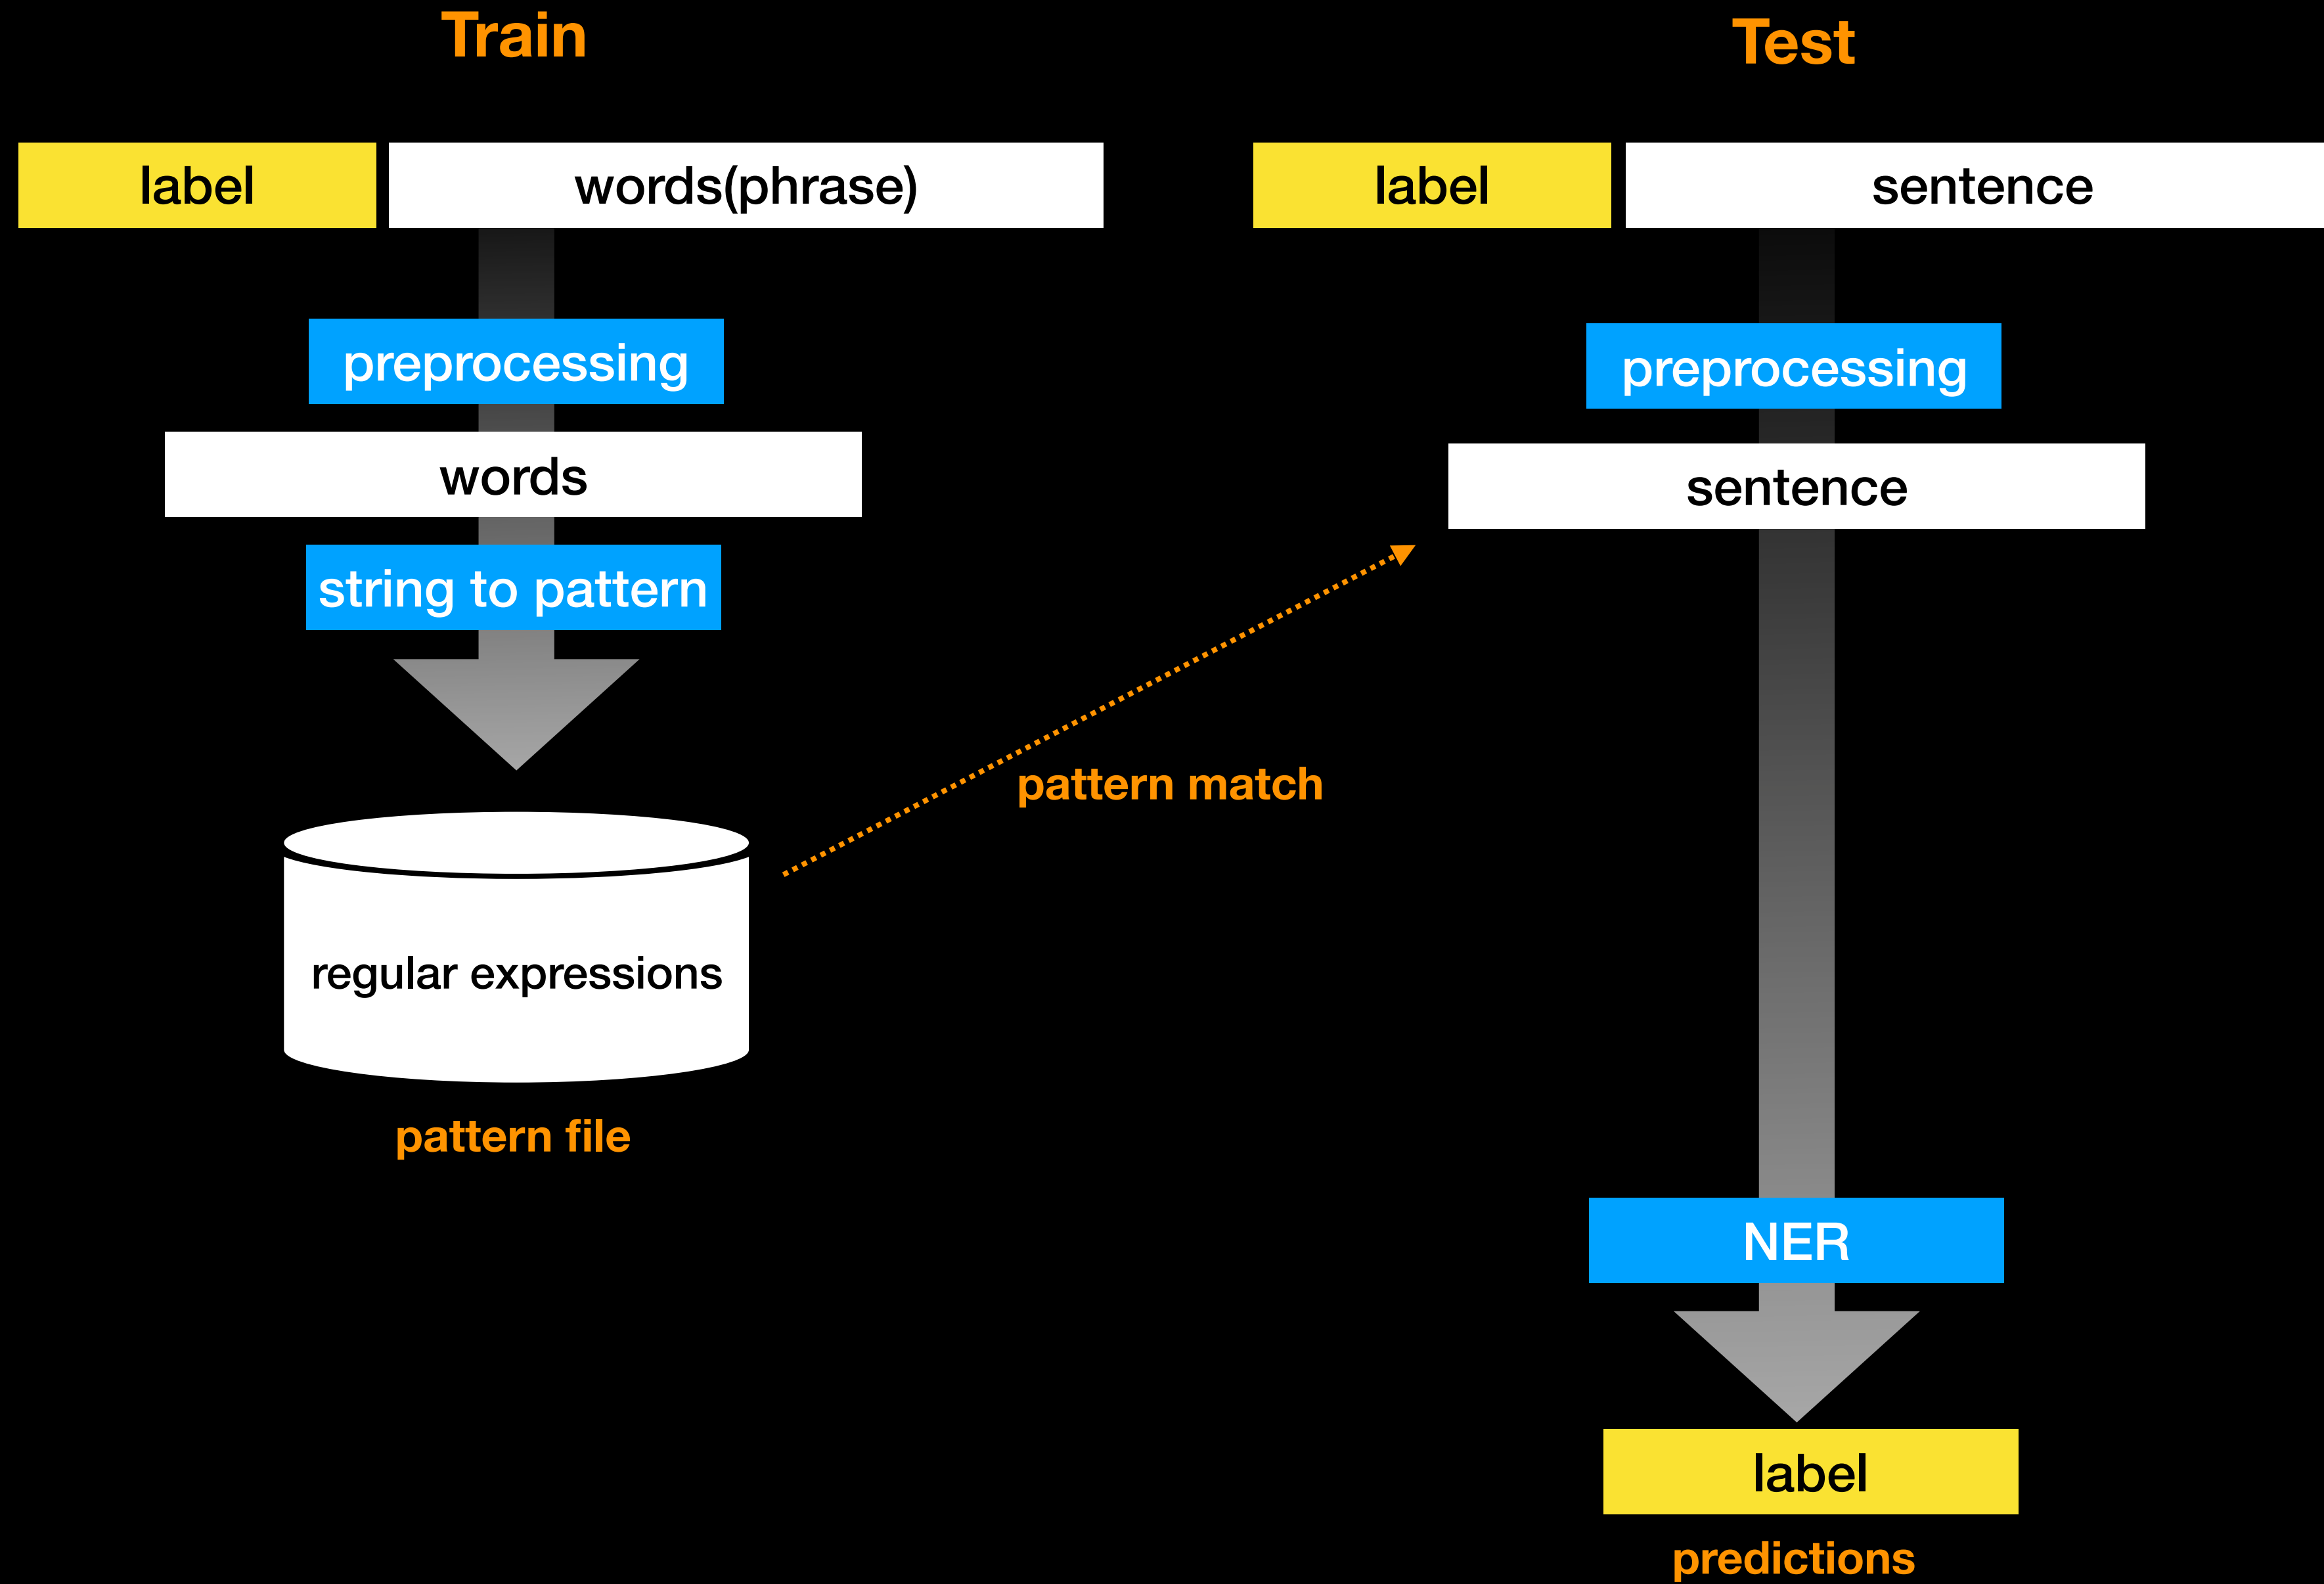 Train
label
words(phrase)
preprocessing
words
string to pattern
regular expressions
pattern file
pattern match
Test
label
sentence
preprocessing
sentence
NER
label
predictions